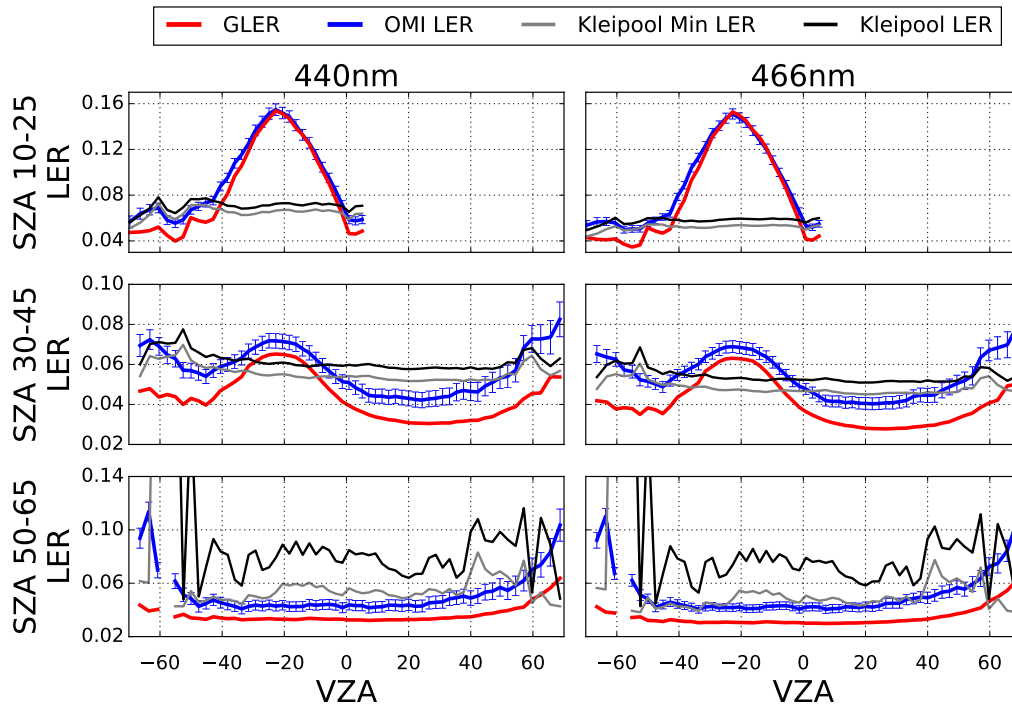 GLER OMI LER Kleipool Min LER Kleipool LER
440nm 466nm
SZA 10-25
LER
0.16
0.12
0.08
0.04
SZA 30-45
LER
0.10
0.08
0.06
0.04
0.02
SZA 50-65
LER
0.14
0.10
0.06
0.02
−60 −40 −20 0 20 40 60
−60 −40 −20 0 20 40 60
VZA VZA